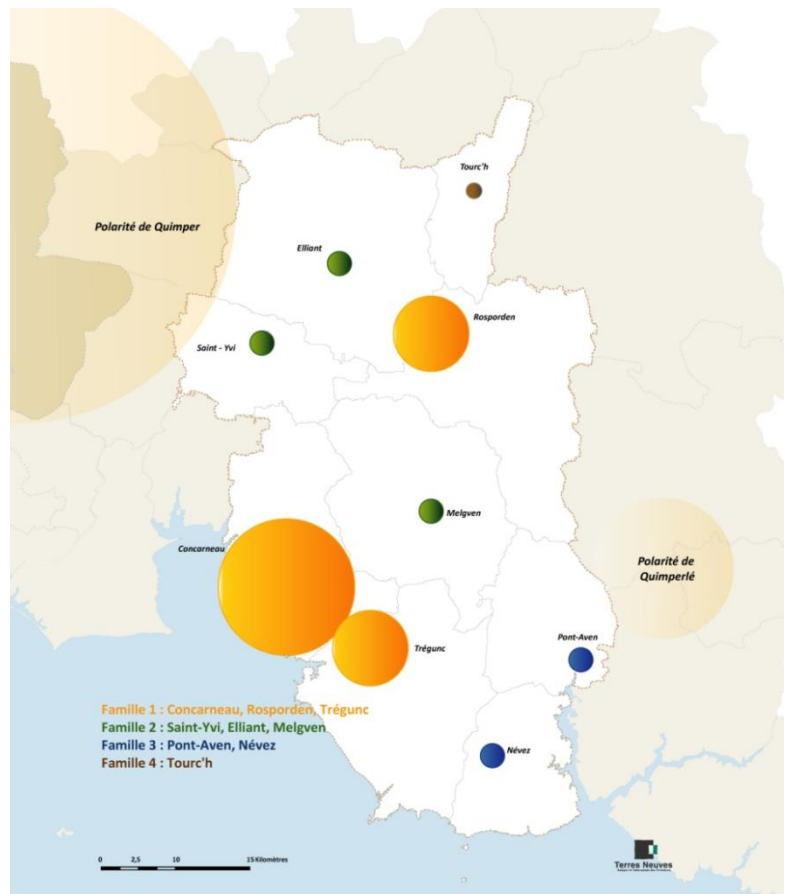 Tourc'h
Polarité de Quimper
Elliant
Rosporden
Saint - Yvi
Melgven
Concarneau
Polarité de
Quimperlé
Pont-Aven
Trégunc
Famille 1 : Concarneau, Rosporden, Trégunc
Famille 2 : Saint-Yvi, Elliant, Melgven
Famille 3 : Pont-Aven, Névez
Famille 4 : Tourc'h
Névez
0 2,5 10 15 Kilomètres
Terres Neuves